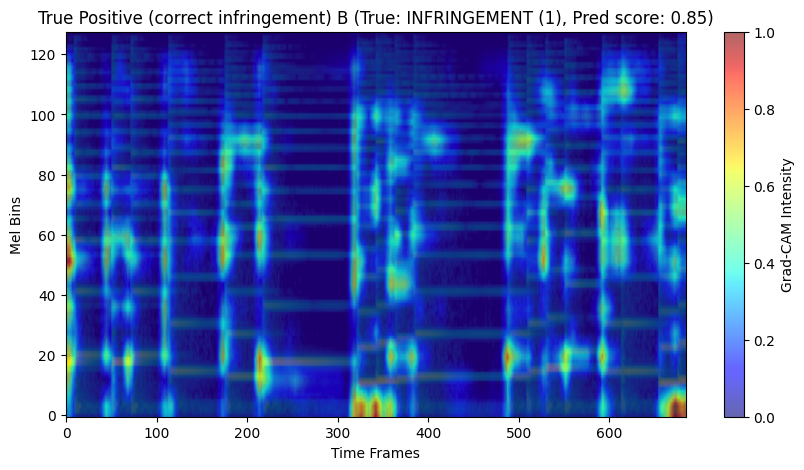 True Positive (correct infringement) B (True: INFRINGEMENT (1), Pred score: 0.85)
120
100
80
60
40
20
0
Mel Bins
0 100 200 300 400 500 600
Time Frames
1.0
0.8
0.6
0.4
0.2
0.0
Grad-CAM Intensity